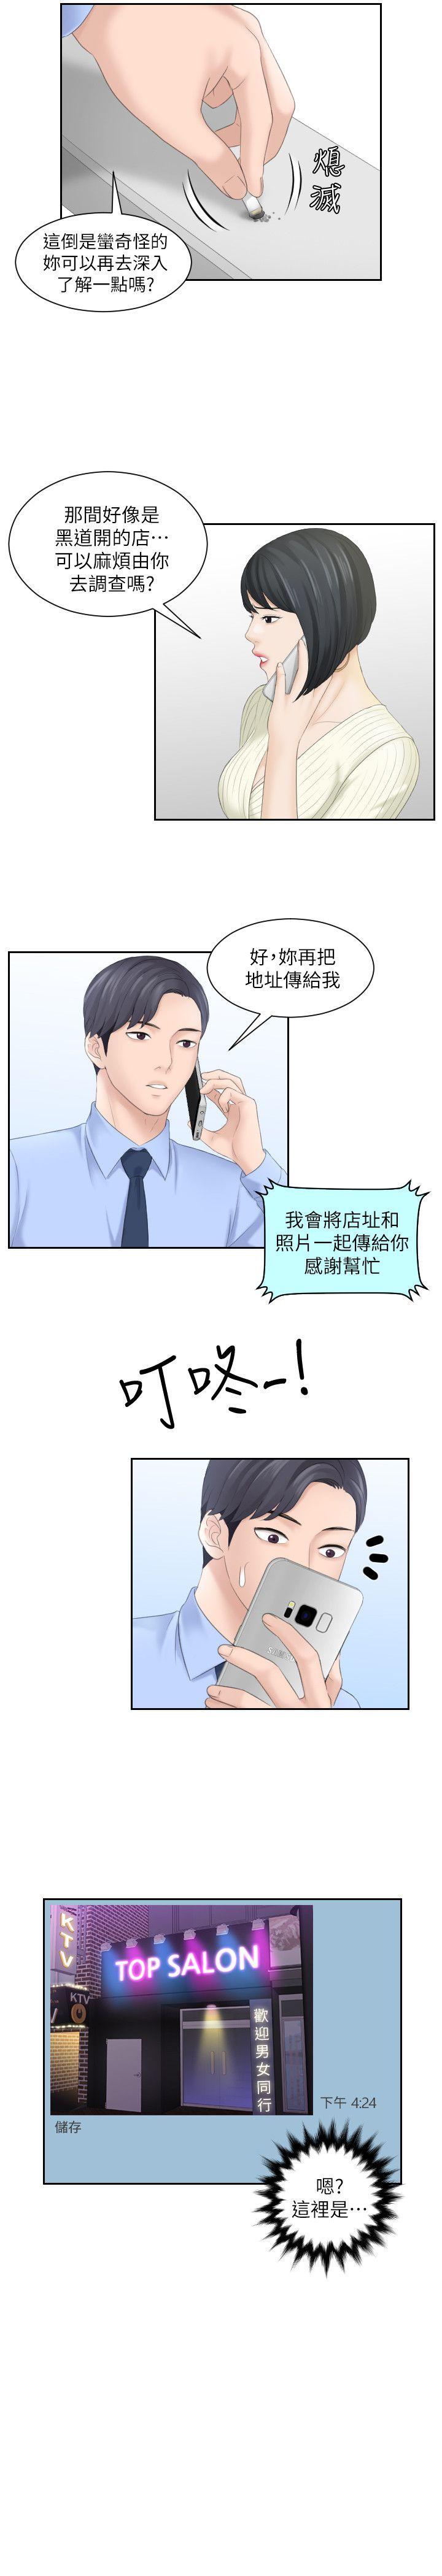 熄
滅
這倒是蠻奇怪的
妳可以再去深入
了解一點嗎?
那間好像是
黑道開的店⋯
可以麻煩由你
去調查嗎?
好，妳再把
地址傳給我
我會將店址和
照片一起傳給你
感謝幫忙
叮咚~!
KTV
KTV
TOP SALON
歡迎男女同行
下午 4:24
儲存
嗯?
這裡是⋯